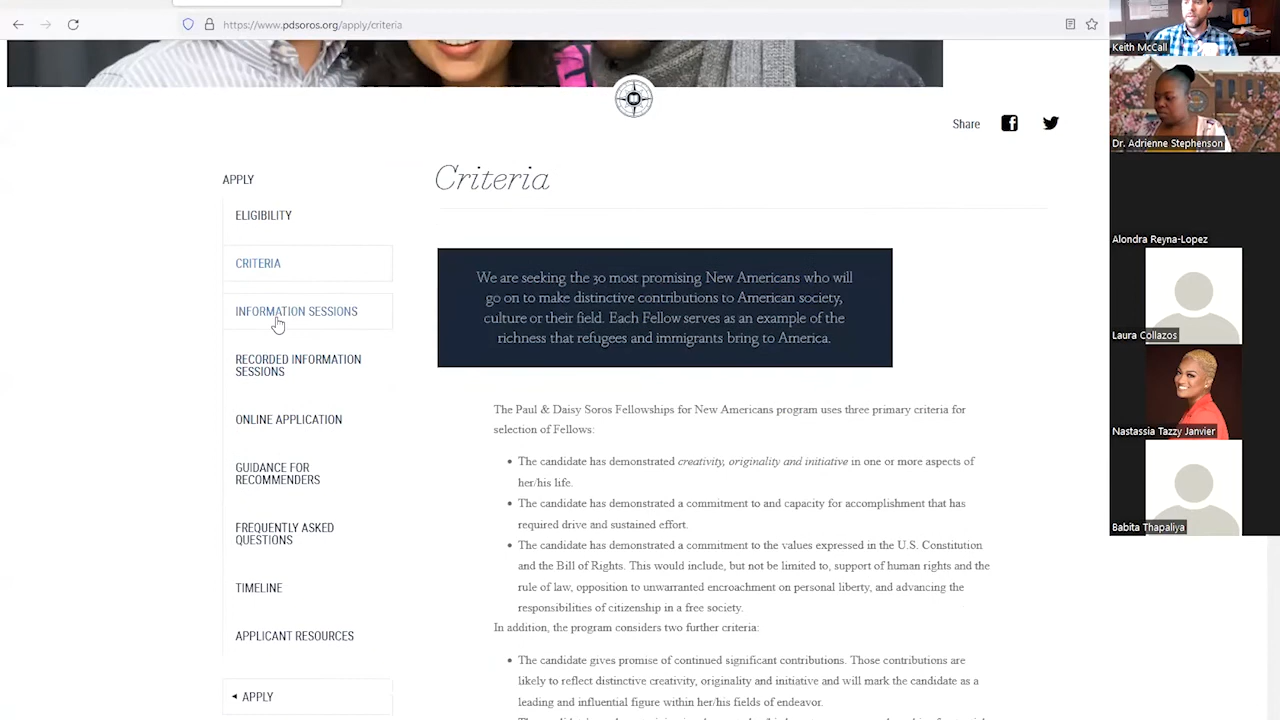 https://www.pdsoros.org/apply/criteria
Keith McCall
Dr. Adrienne Stephenson
Alondra Reyna-Lopez
Laura Collazos
Nastassia Tazzy Janvier
Babita Thapaliya
Share
APPLY
ELIGIBILITY
CRITERIA
INFORMATION SESSIONS
RECORDED INFORMATION
SESSIONS
ONLINE APPLICATION
GUIDANCE FOR
RECOMMENDERS
FREQUENTLY ASKED
QUESTIONS
TIMELINE
APPLICANT RESOURCES
APPLY
Criteria
We are seeking the 30 most promising New Americans who will
go on to make distinctive contributions to American society,
culture or their field. Each Fellow serves as an example of the
richness that refugees and immigrants bring to America.
The Paul & Daisy Soros Fellowships for New Americans program uses three primary criteria for
selection of Fellows:
• The candidate has demonstrated creativity, originality and initiative in one or more aspects of
her/his life.
• The candidate has demonstrated a commitment to and capacity for accomplishment that has
required drive and sustained effort.
• The candidate has demonstrated a commitment to the values expressed in the U.S. Constitution
and the Bill of Rights. This would include, but not be limited to, support of human rights and the
rule of law, opposition to unwarranted encroachment on personal liberty, and advancing the
responsibilities of citizenship in a free society.
In addition, the program considers two further criteria:
• The candidate gives promise of continued significant contributions. Those contributions are
likely to reflect distinctive creativity, originality and initiative and will mark the candidate as a
leading and influential figure within her/his fields of endeavor.